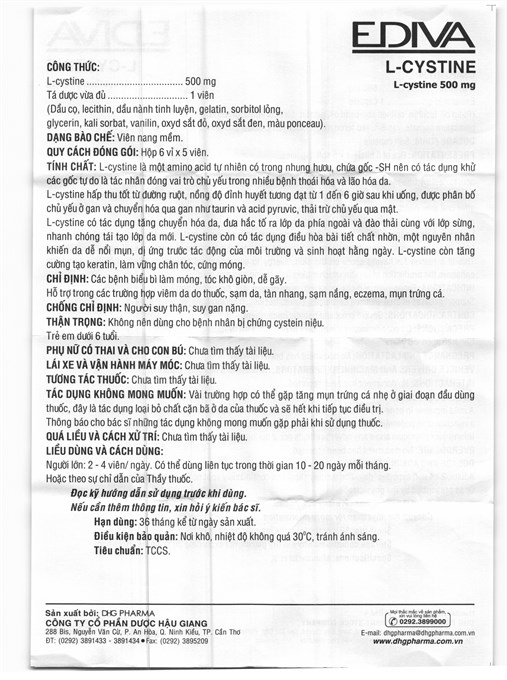 EDIVA
L-CYSTINE
L-cystine 500 mg
CÔNG THỨC:
L-cystine .................................... 500 mg
Tá dược vừa đủ .............................. 1 viên
(Dầu cọ, lecithin, dầu nành tinh luyện, gelatin, sorbitol lỏng,
glycerin, kali sorbat, vanilin, oxyd sắt đỏ, oxyd sắt đen, màu ponceau).
DẠNG BÀO CHẾ: Viên nang mềm.
QUY CÁCH ĐÓNG GÓI: Hộp 6 vỉ x 5 viên.
TÍNH CHẤT: L-cystine là một amino acid tự nhiên có trong nhung hươu, chứa gốc -SH nên có tác dụng khử
các gốc tự do là tác nhân đóng vai trò chủ yếu trong nhiều bệnh thoái hóa và lão hóa da.
L-cystine hấp thu tốt từ đường ruột, nồng độ đỉnh huyết tương đạt từ 1 đến 6 giờ sau khi uống, được phân bố
chủ yếu ở gan và chuyển hóa qua gan như taurin và acid pyruvic, thải trừ chủ yếu qua mật.
L-cystine có tác dụng tăng chuyển hóa da, đưa hắc tố ra lớp da phía ngoài và đào thải cùng với lớp sừng,
nhanh chóng tái tạo lớp da mới. L-cystine còn có tác dụng điều hòa bài tiết chất nhờn, một nguyên nhân
khiến da dễ nổi mụn, dị ứng trước tác động của môi trường và sinh hoạt hằng ngày. L-cystine còn tăng
cường tạo keratin, làm vững chân tóc, cứng móng.
CHỈ ĐỊNH: Các bệnh biểu bì làm móng, tóc khô giòn, dễ gãy.
Hỗ trợ trong các trường hợp viêm da do thuốc, sạm da, tàn nhang, sạm nắng, eczema, mụn trứng cá.
CHỐNG CHỈ ĐỊNH: Người suy thận, suy gan nặng.
THẬN TRỌNG: Không nên dùng cho bệnh nhân bị chứng cystein niệu.
Trẻ em dưới 6 tuổi.
PHỤ NỮ CÓ THAI VÀ CHO CON BÚ: Chưa tìm thấy tài liệu.
LÁI XE VÀ VẬN HÀNH MÁY MÓC: Chưa tìm thấy tài liệu.
TƯƠNG TÁC THUỐC: Chưa tìm thấy tài liệu.
TÁC DỤNG KHÔNG MONG MUỐN: Vài trường hợp có thể gặp tăng mụn trứng cá nhẹ ở giai đoạn đầu dùng
thuốc, đây là tác dụng loại bỏ chất cặn bã ở da của thuốc và sẽ hết khi tiếp tục điều trị.
Thông báo cho bác sĩ những tác dụng không mong muốn gặp phải khi sử dụng thuốc.
QUÁ LIỀU VÀ CÁCH XỬ TRÍ: Chưa tìm thấy tài liệu.
LIỀU DÙNG VÀ CÁCH DÙNG:
Người lớn: 2 - 4 viên/ ngày. Có thể dùng liên tục trong thời gian 10 - 20 ngày mỗi tháng.
Hoặc theo sự chỉ dẫn của Thầy thuốc.
Đọc kỹ hướng dẫn sử dụng trước khi dùng.
Nếu cần thêm thông tin, xin hỏi ý kiến bác sĩ.
Hạn dùng: 36 tháng kể từ ngày sản xuất.
Điều kiện bảo quản: Nơi khô, nhiệt độ không quá 30°C, tránh ánh sáng.
Tiêu chuẩn: TCCS.
Sản xuất bởi: DHG PHARMA
CÔNG TY CỔ PHẦN DƯỢC HẬU GIANG
288 Bis, Nguyễn Văn Cừ, P. An Hòa, Q. Ninh Kiều, TP. Cần Thơ
ĐT: (0292) 3891433 - 3891434 • Fax: (0292) 3895209
Mọi thắc mắc về sản phẩm,
xin vui lòng liên hệ
0292.3899000
E-mail: dhgpharma@dhgpharma.com.vn
www.dhgpharma.com.vn